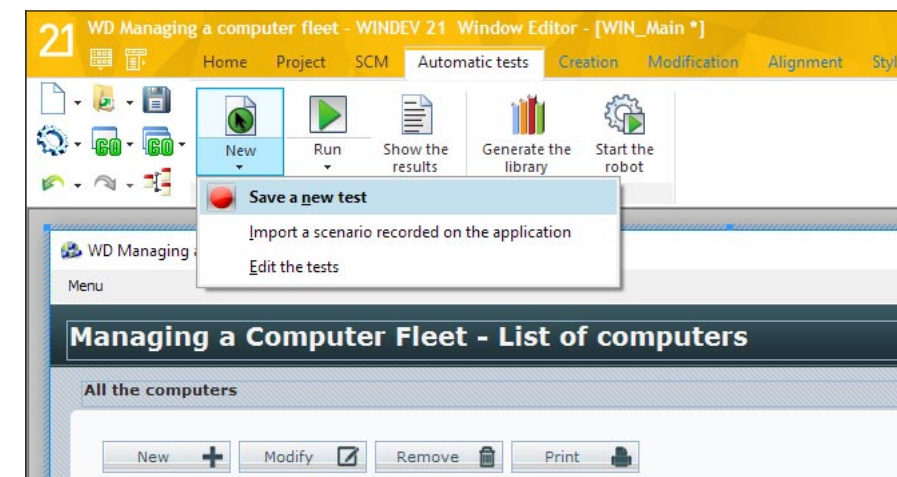 21 WD Managing a computer fleet - WINDEV 21 Window Editor - [WIN_Main *]
Home Project SCM Automatic tests Creation Modification Alignment Styl
GO GO New Run Show the results Generate the library Start the robot
Save a new test
Import a scenario recorded on the application
Edit the tests
WD Managing a
Menu
Managing a Computer Fleet - List of computers
All the computers
New Modify Remove Print